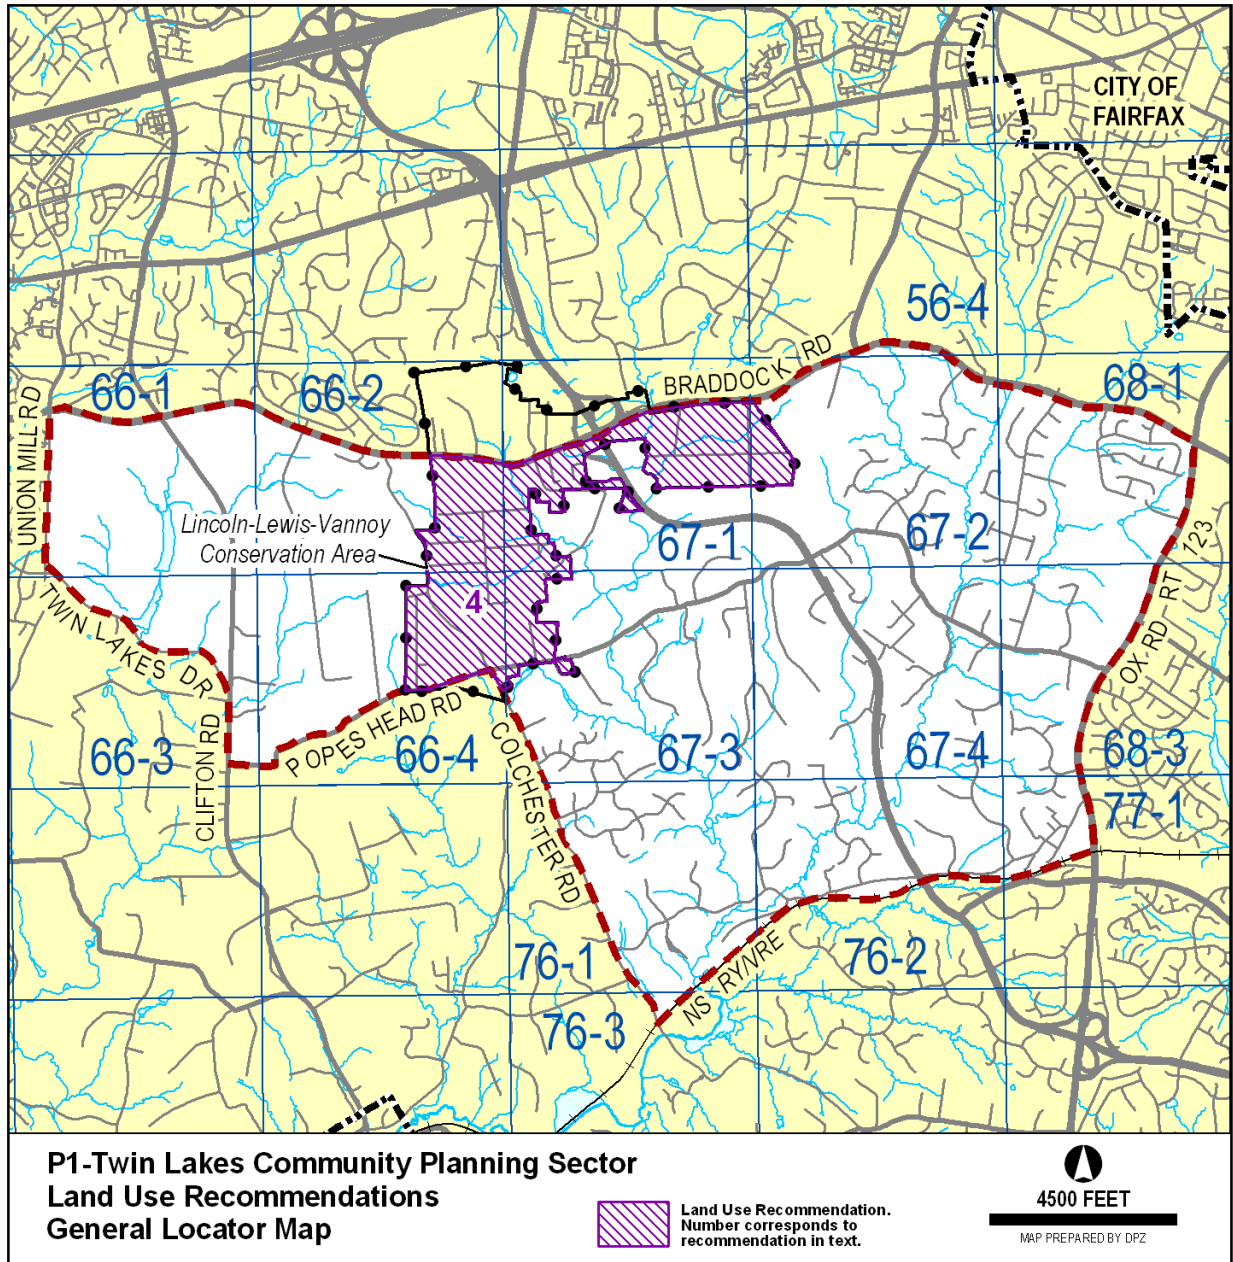 CITY OF
FAIRFAX
56-4
BRADDOCK RD
66-1
66-2
68-1
UNION MILL RD
Lincoln-Lewis-Vannoy
Conservation Area
67-1
67-2
OX RD RT 123
4
TWIN LAKES DR
CLIFTON RD
POPES HEAD RD
COLCHESTER RD
66-3
66-4
67-3
67-4
68-3
77-1
76-1
76-2
NS RY/VRE
76-3
P1-Twin Lakes Community Planning Sector
Land Use Recommendations
General Locator Map
Land Use Recommendation.
Number corresponds to
recommendation in text.
4500 FEET
MAP PREPARED BY DPZ